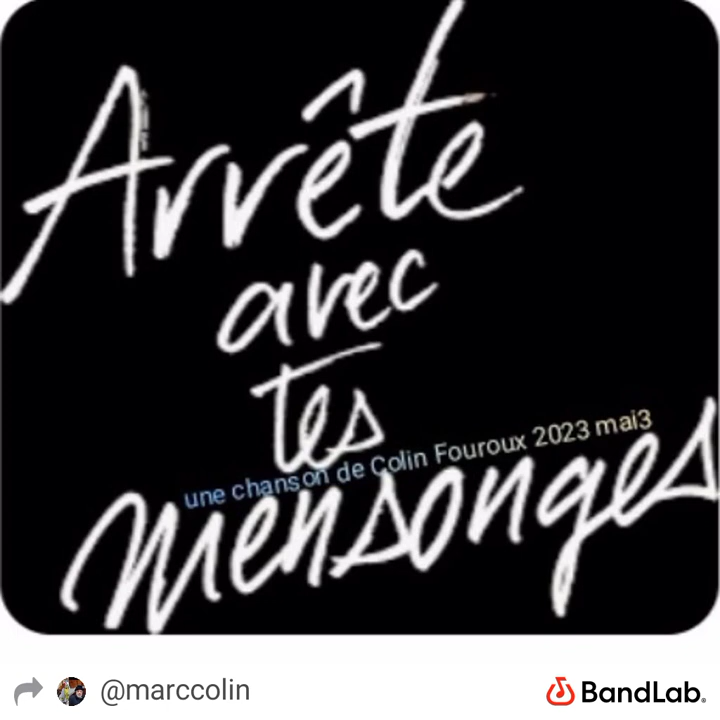 Arrête
avec
tes
une chanson de Colin Fouroux 2023 mai3
mensonges
@marccolin
BandLab.